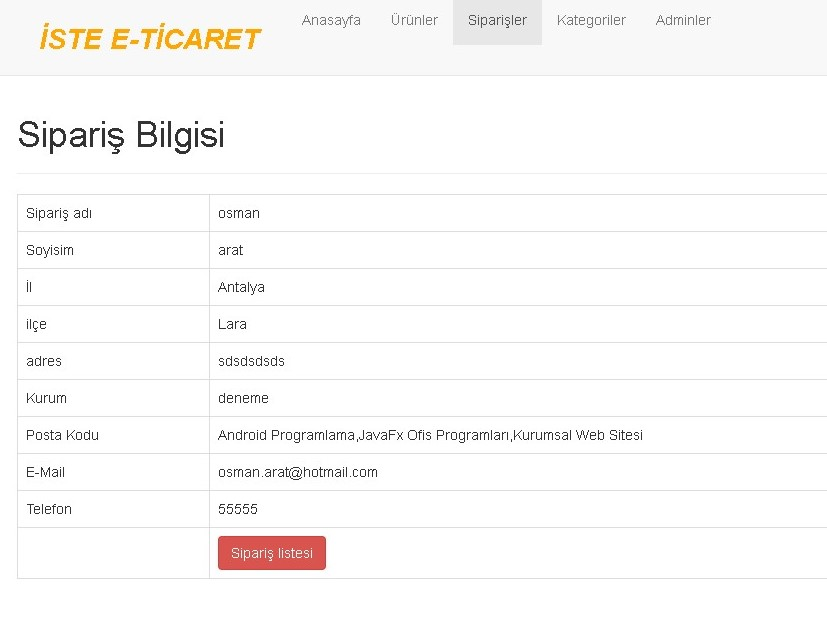 İSTE E-TİCARET
Anasayfa Ürünler Siparişler Kategoriler Adminler
Sipariş Bilgisi
Sipariş adı osman
Soyisim arat
İl Antalya
ilçe Lara
adres sdsdsdsds
Kurum deneme
Posta Kodu Android Programlama,JavaFx Ofis Programları,Kurumsal Web Sitesi
E-Mail osman.arat@hotmail.com
Telefon 55555
Sipariş listesi